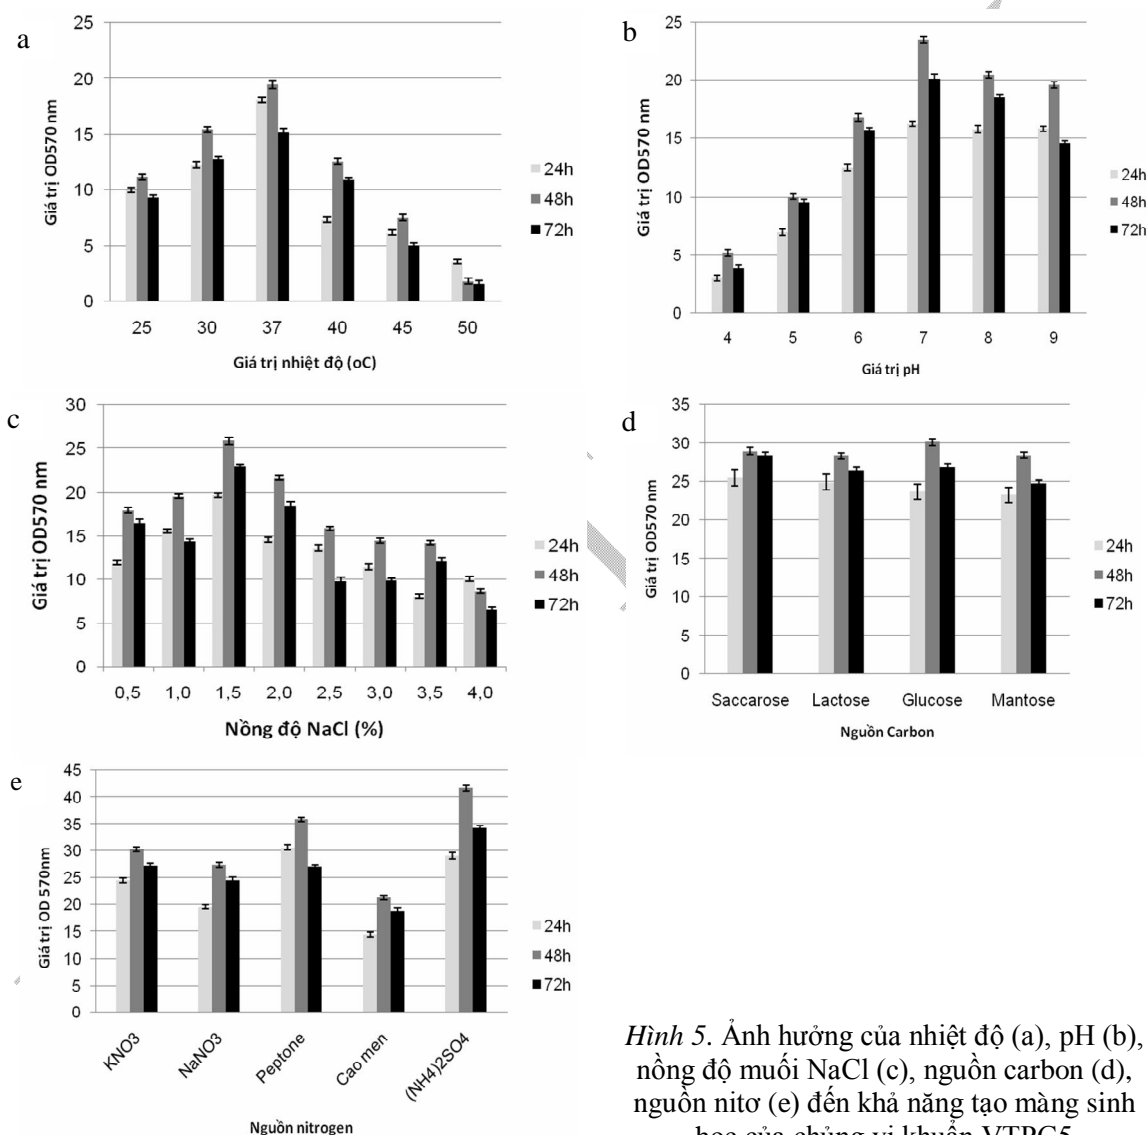 a
25
20
15
10
5
0
Giá trị OD570 nm
25 30 37 40 45 50
Giá trị nhiệt độ (oC)
24h
48h
72h
b
25
20
15
10
5
0
Giá trị OD570 nm
4 5 6 7 8 9
Giá trị pH
24h
48h
72h
c
30
25
20
15
10
5
0
Giá trị OD570 nm
0,5 1,0 1,5 2,0 2,5 3,0 3,5 4,0
Nồng độ NaCl (%)
24h
48h
72h
d
35
30
25
20
15
10
5
0
Giá trị OD570 nm
Saccarose Lactose Glucose Mantose
Nguồn Carbon
24h
48h
72h
e
45
40
35
30
25
20
15
10
5
0
Giá trị OD 570nm
KNO3 NaNO3 Peptone Cao men (NH4)2SO4
Nguồn nitrogen
24h
48h
72h
Hình 5. Ảnh hưởng của nhiệt độ (a), pH (b),
nồng độ muối NaCl (c), nguồn carbon (d),
nguồn nitơ (e) đến khả năng tạo màng sinh
học của chủng vi khuẩn VTPG5